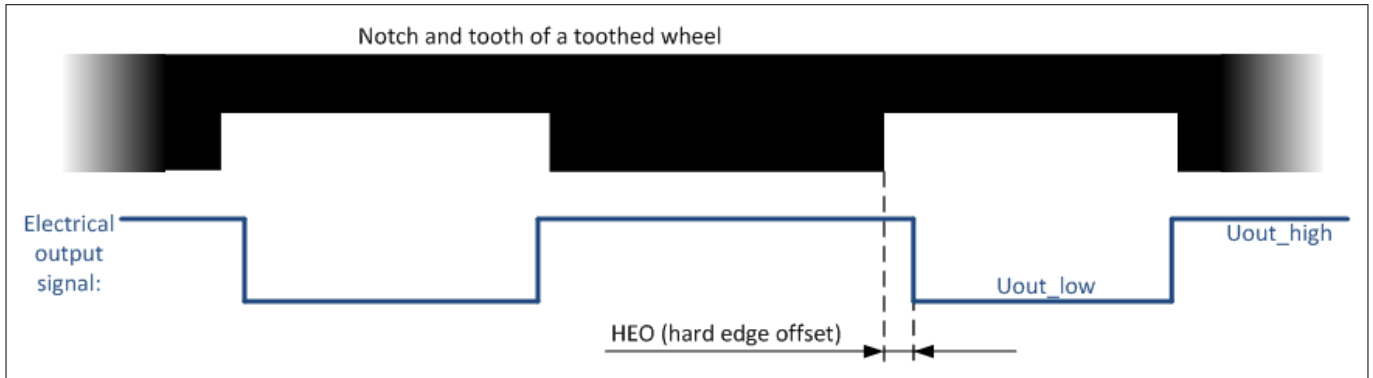 Notch and tooth of a toothed wheel
Electrical
output
signal:
Uout_high
Uout_low
HEO (hard edge offset)